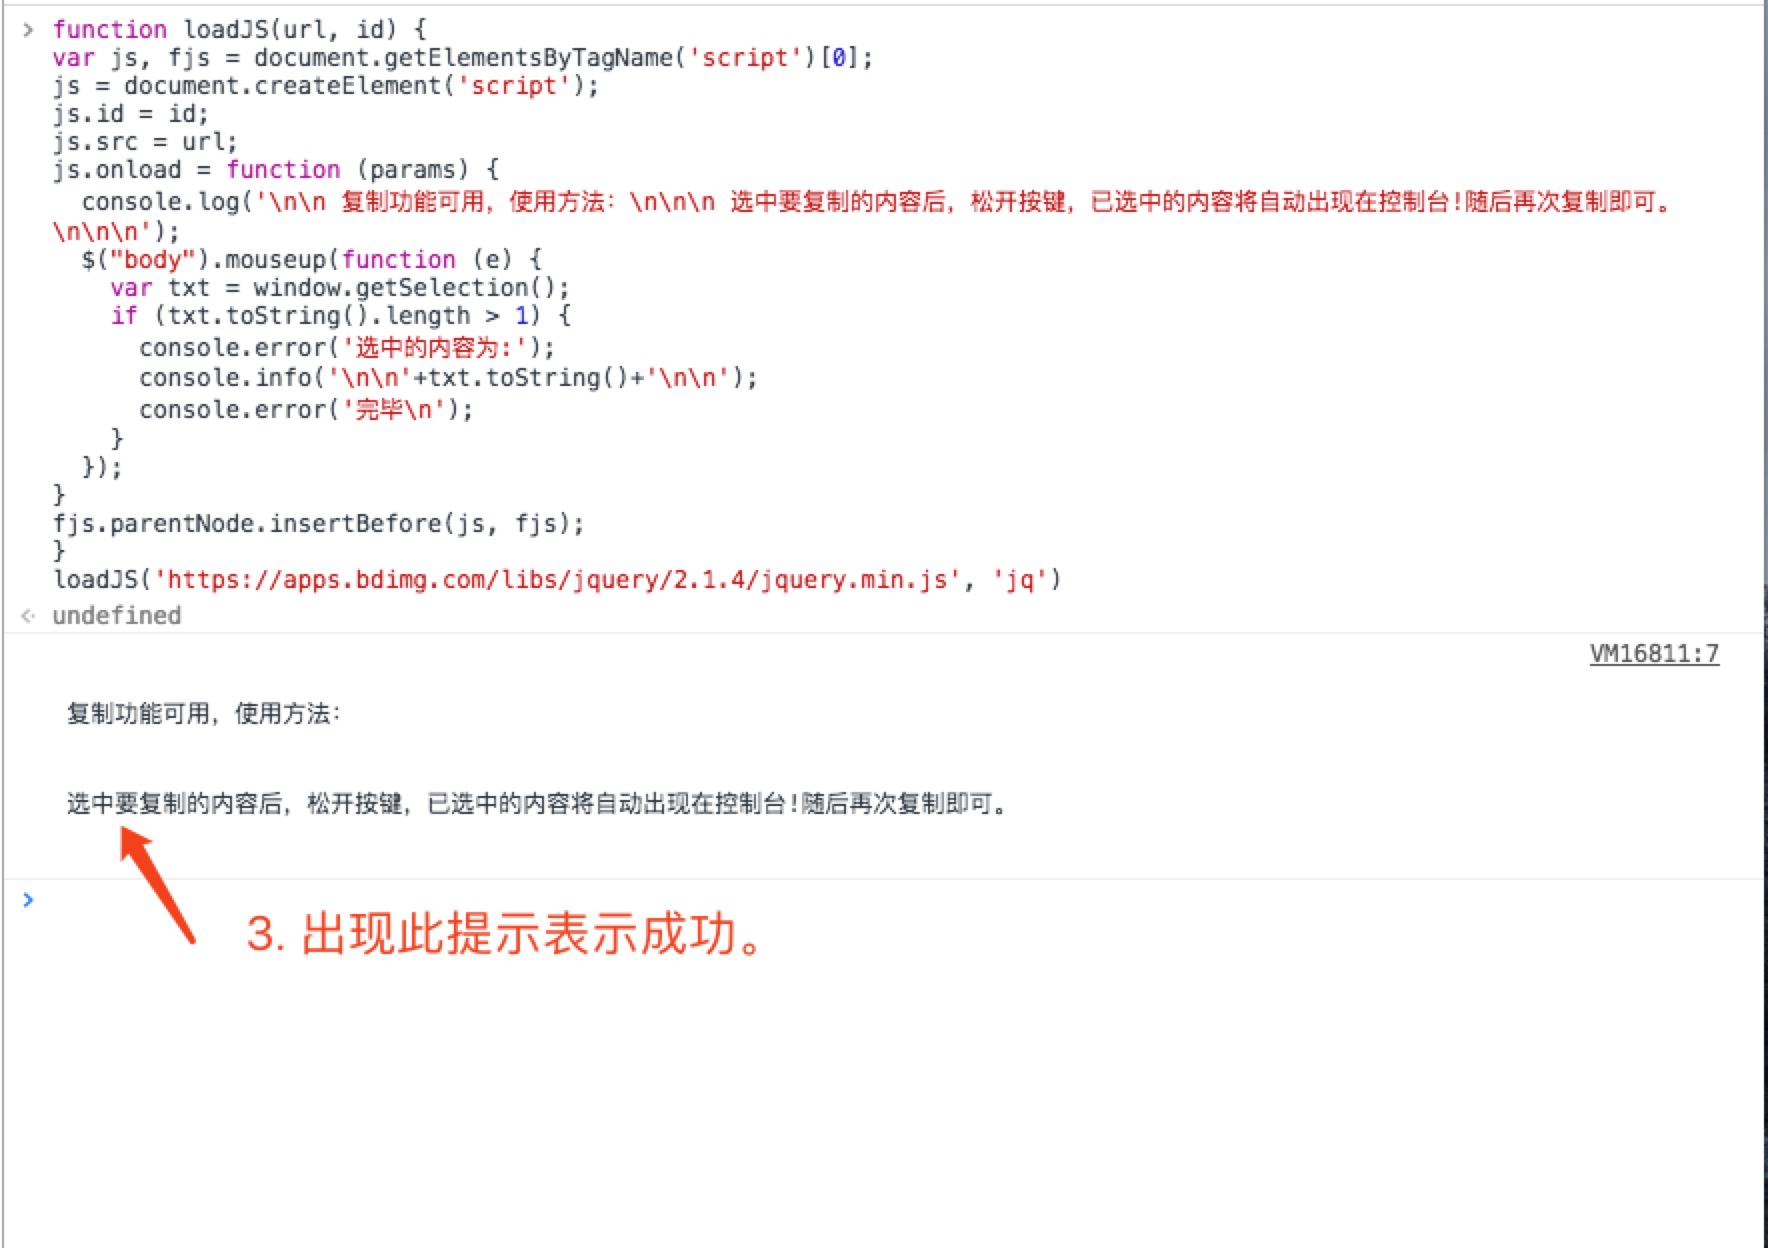 > function loadJS(url, id) {
var js, fjs = document.getElementsByTagName('script')[0];
js = document.createElement('script');
js.id = id;
js.src = url;
js.onload = function (params) {
  console.log('\n\n 复制功能可用，使用方法：\n\n\n 选中要复制的内容后，松开按键，已选中的内容将自动出现在控制台!随后再次复制即可。
\n\n\n');
  $("body").mouseup(function (e) {
    var txt = window.getSelection();
    if (txt.toString().length > 1) {
      console.error('选中的内容为:');
      console.info('\n\n'+txt.toString()+'\n\n');
      console.error('完毕\n');
    }
  });
}
fjs.parentNode.insertBefore(js, fjs);
}
loadJS('https://apps.bdimg.com/libs/jquery/2.1.4/jquery.min.js', 'jq')
undefined
VM16811:7
复制功能可用，使用方法：
选中要复制的内容后，松开按键，已选中的内容将自动出现在控制台!随后再次复制即可。
>
3. 出现此提示表示成功。